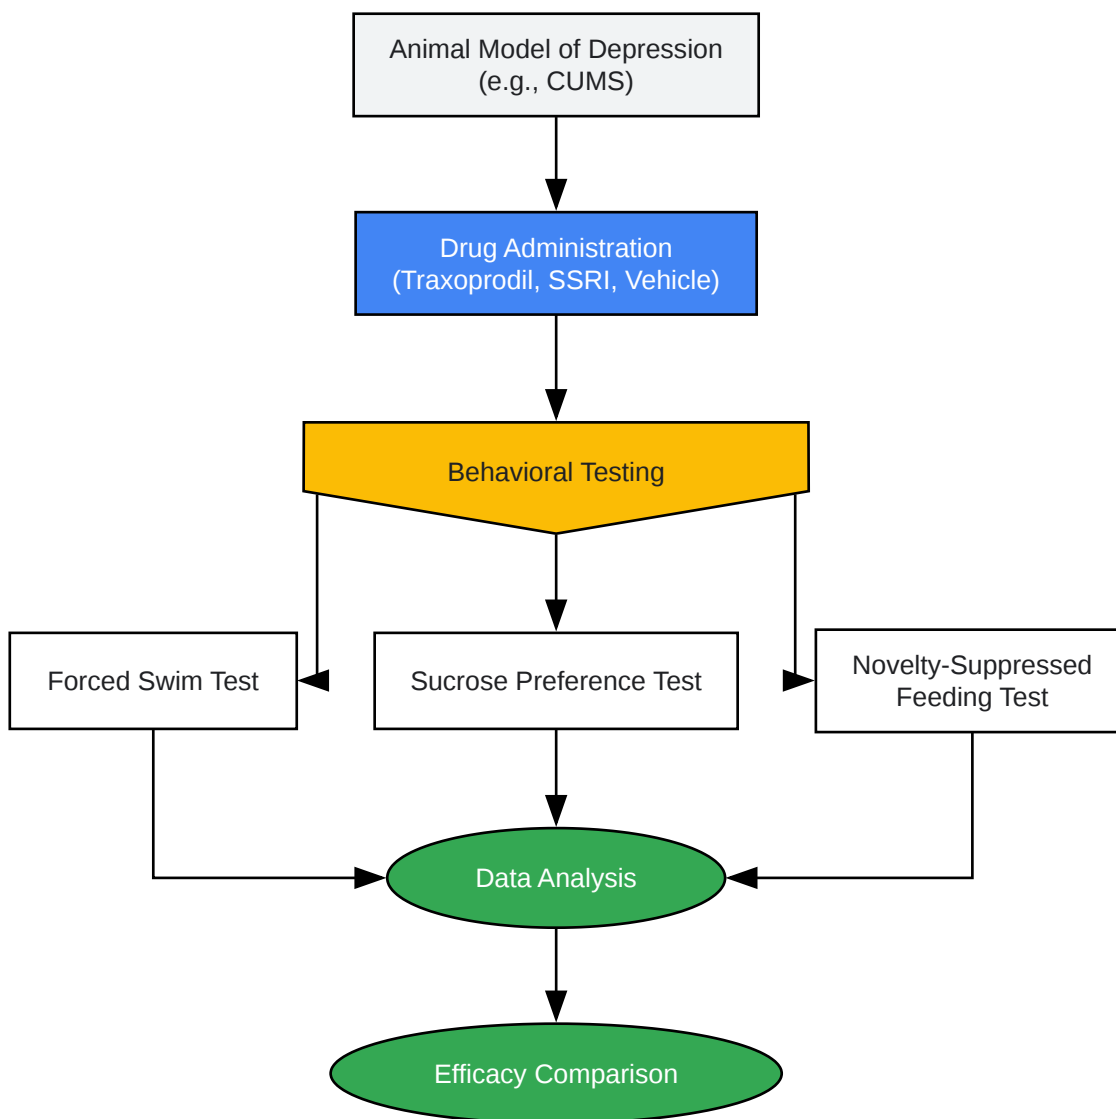 Animal Model of Depression
(e.g., CUMS)
Drug Administration
(Traxoprodil, SSRI, Vehicle)
Behavioral Testing
Forced Swim Test
Sucrose Preference Test
Novelty-Suppressed
Feeding Test
Data Analysis
Efficacy Comparison